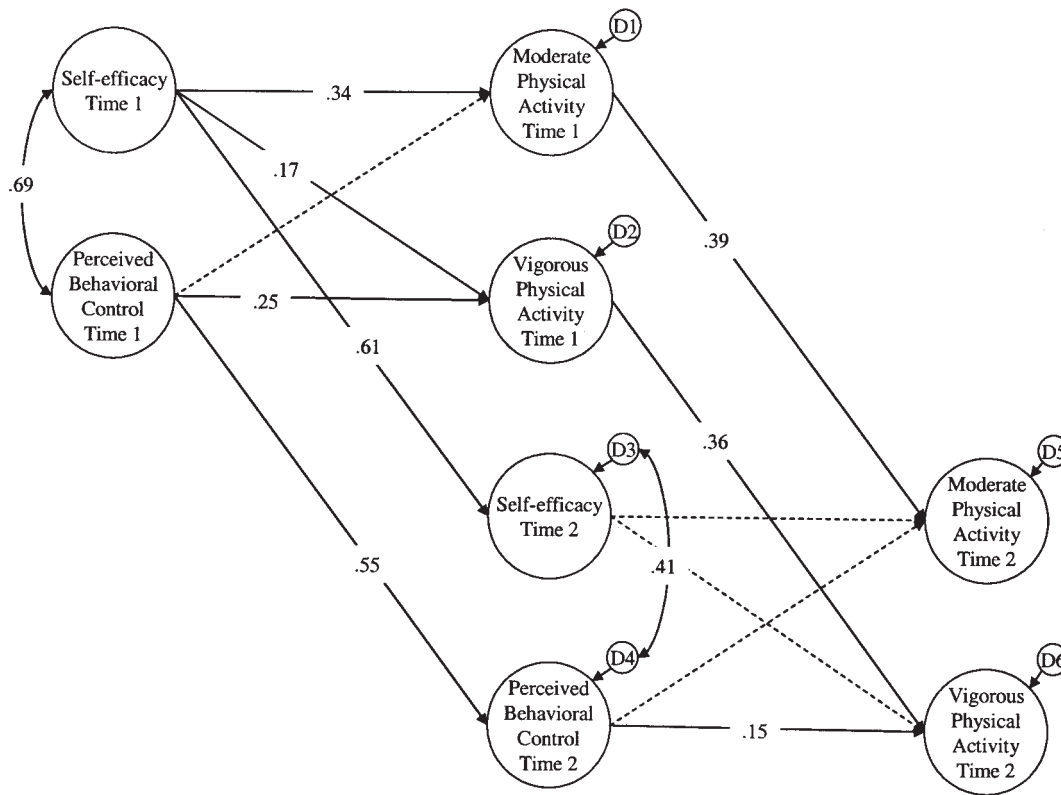 D1
Self-efficacy
Time 1
Moderate
Physical
Activity
Time 1
.34
.17
.69
D2
Perceived
Behavioral
Control
Time 1
Vigorous
Physical
Activity
Time 1
.25
.39
.61
.36
D3
D5
Self-efficacy
Time 2
Moderate
Physical
Activity
Time 2
.55
.41
D4
D6
Perceived
Behavioral
Control
Time 2
.15
Vigorous
Physical
Activity
Time 2